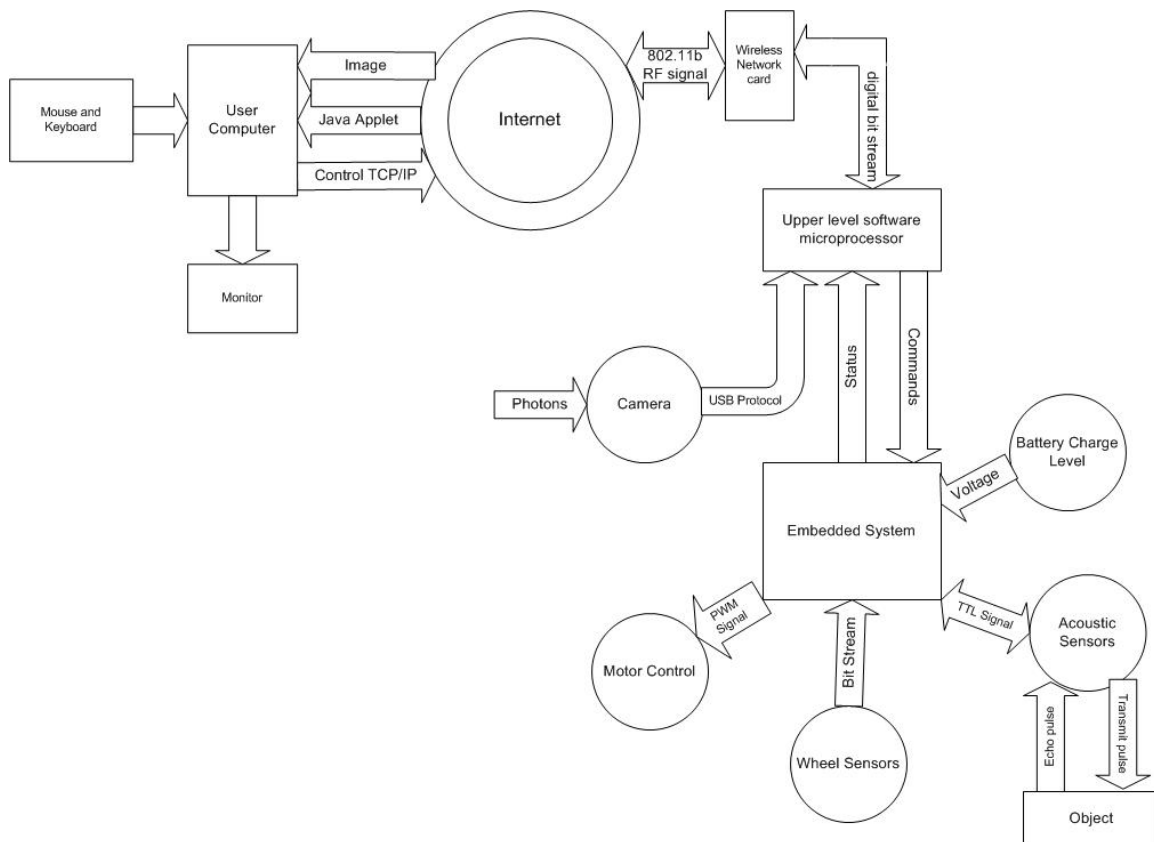 Mouse and
Keyboard
User
Computer
Image
Java Applet
Control TCP/IP
Monitor
Internet
802.11b
RF signal
Wireless
Network
card
digital bit stream
Upper level software
microprocessor
Photons
Camera
USB Protocol
Status
Commands
Battery Charge
Level
Voltage
Embedded System
PWM
Signal
Motor Control
Bit Stream
Wheel Sensors
TTL Signal
Acoustic
Sensors
Echo pulse
Transmit pulse
Object